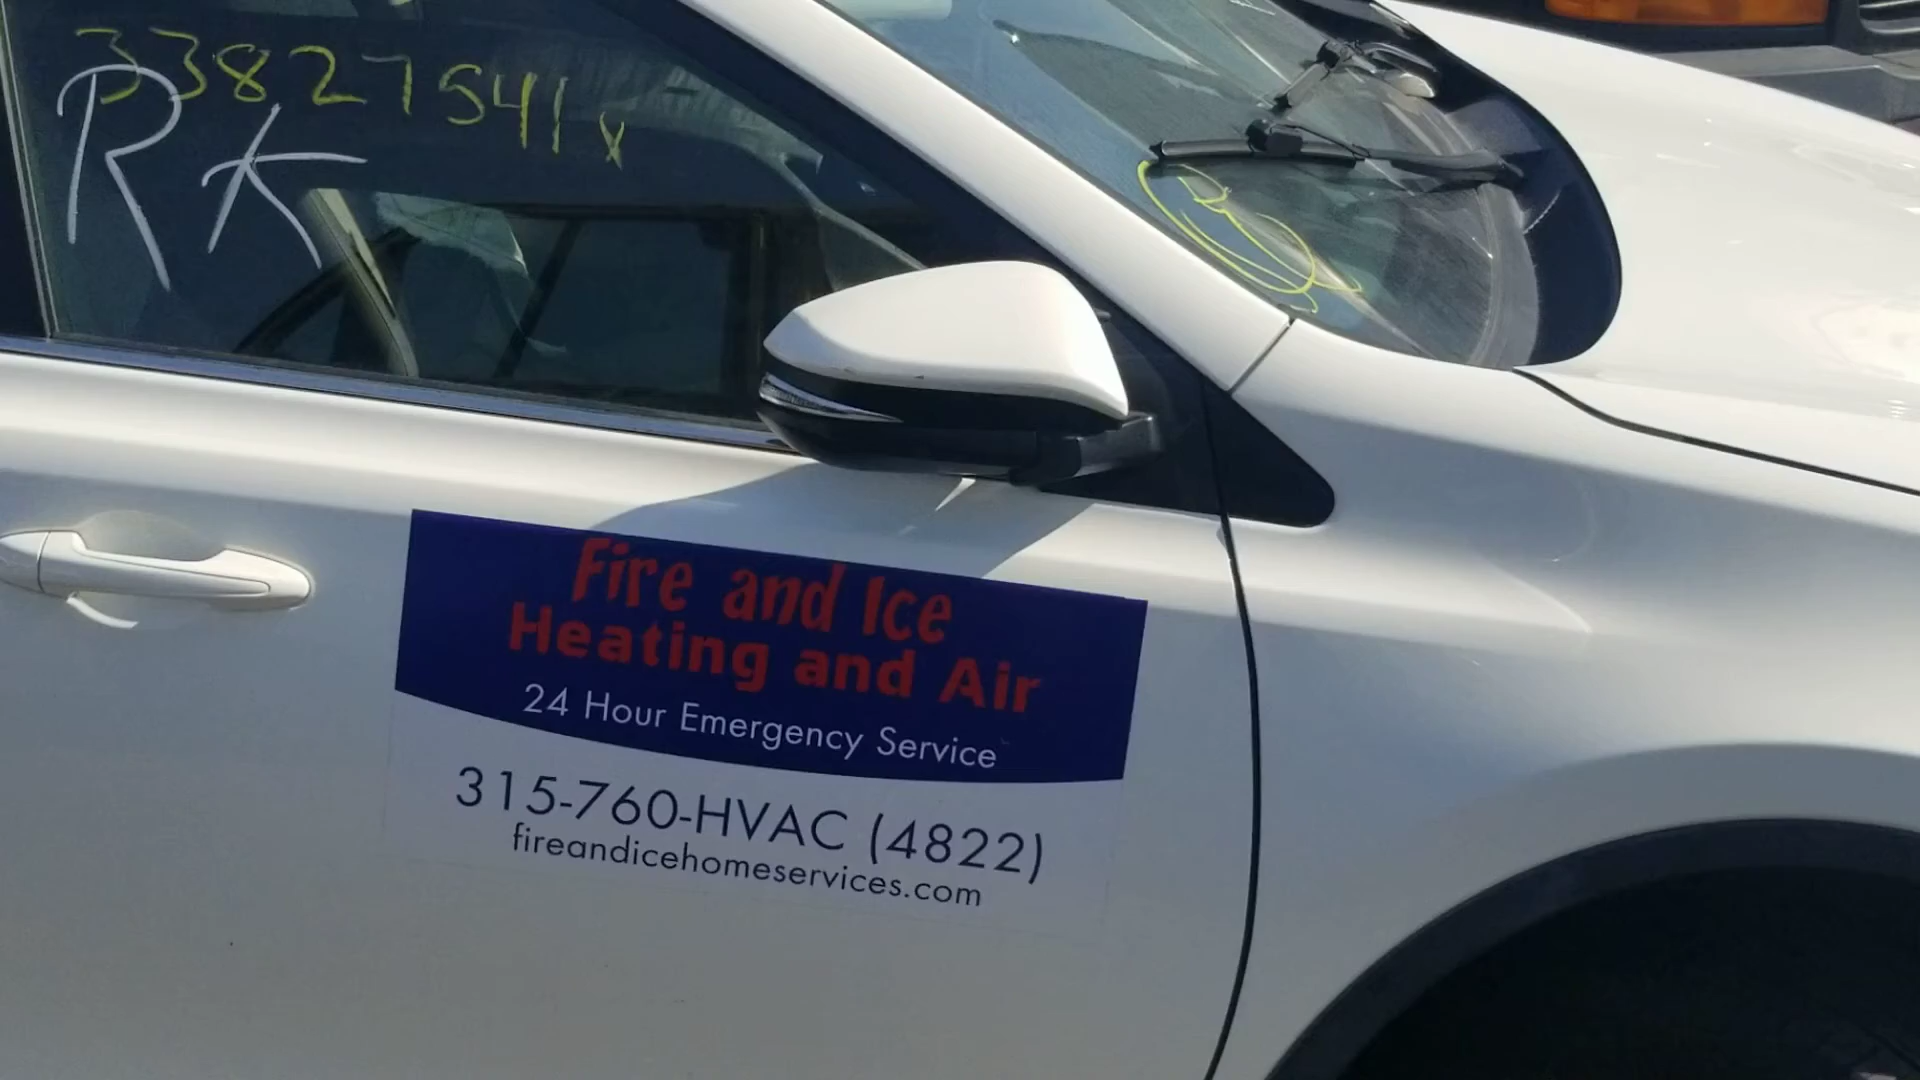 33827541 x
RK
Fire and Ice
Heating and Air
24 Hour Emergency Service
315-760-HVAC (4822)
fireandicehomeservices.com